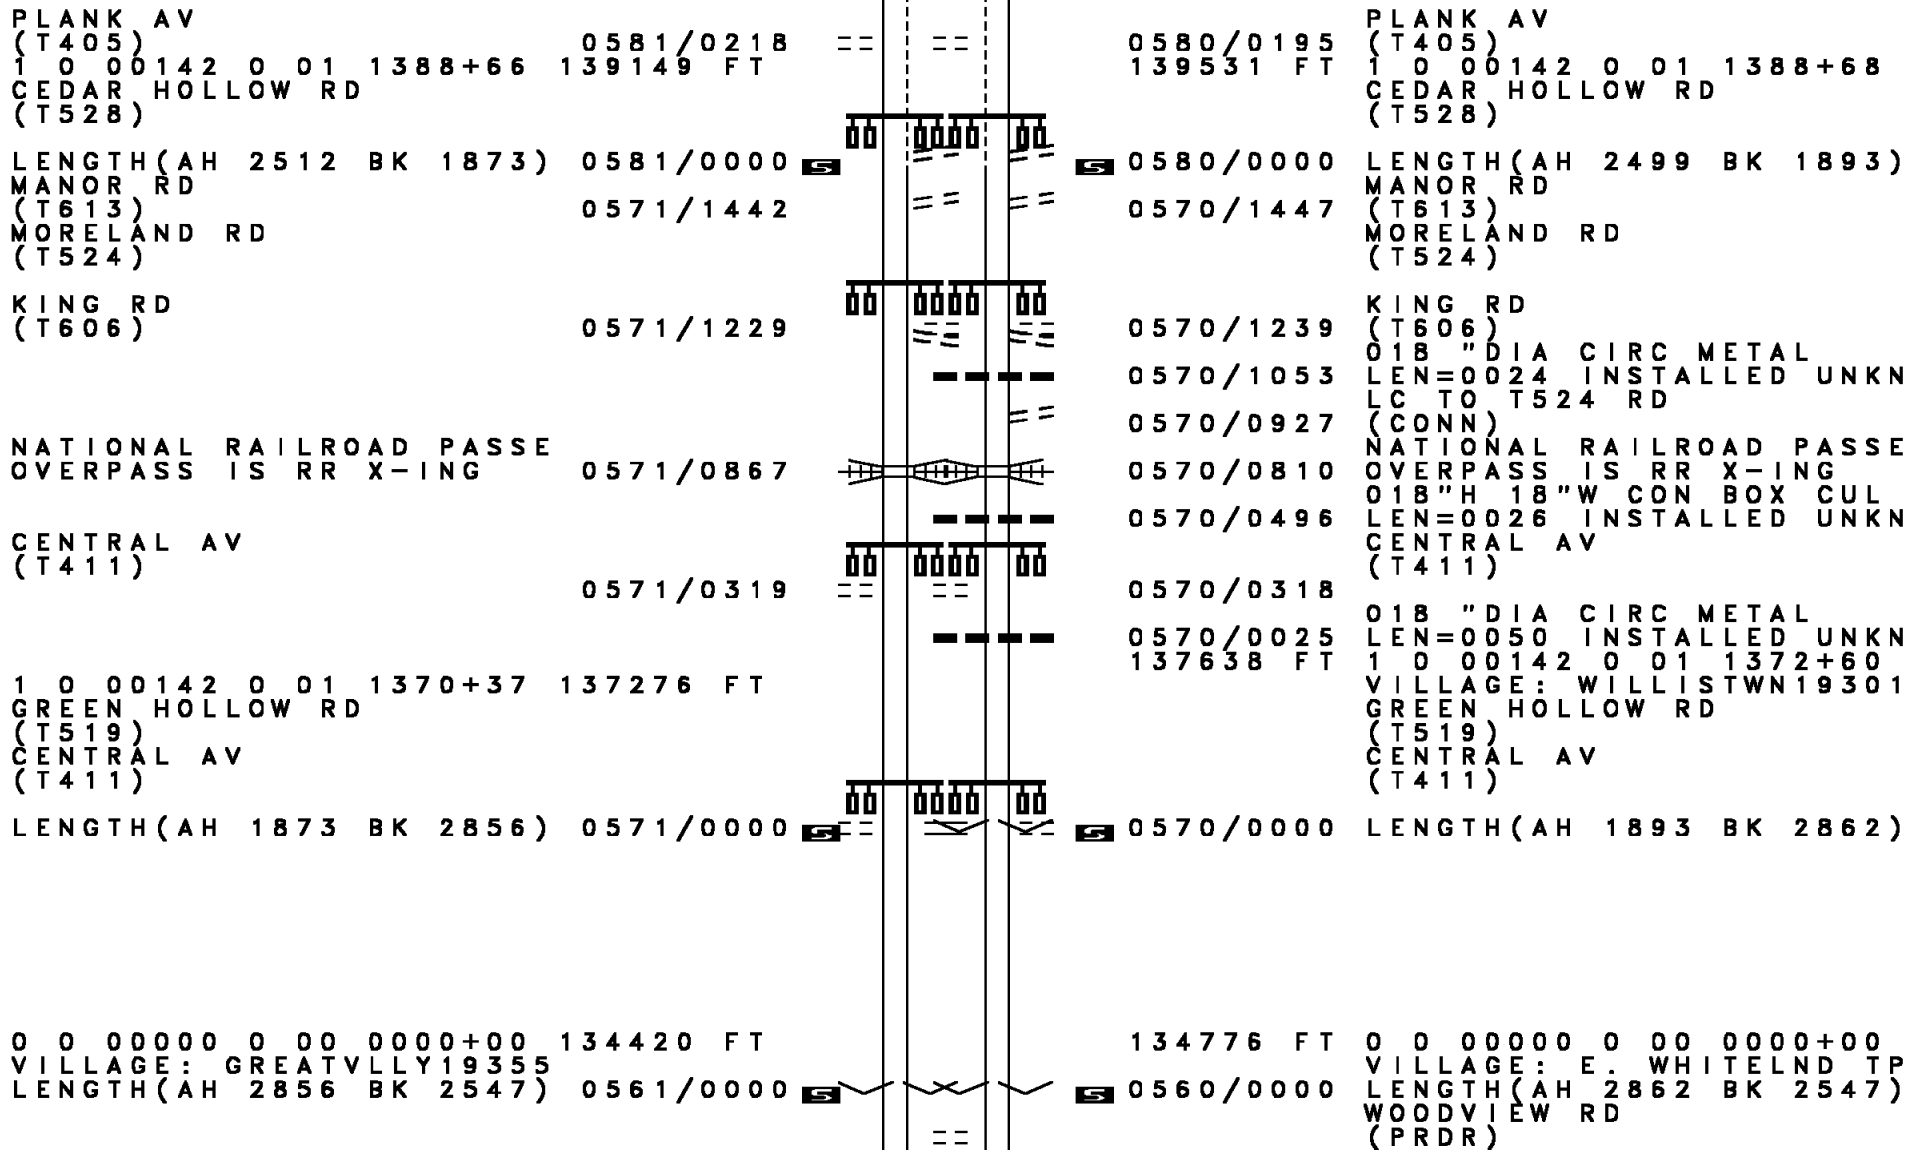 PLANK AV
(T405) 0581/0218
1 0 00142 0 01 1388+66 139149 FT
CEDAR HOLLOW RD
(T528)
LENGTH(AH 2512 BK 1873) 0581/0000 S
MANOR RD
(T613) 0571/1442
MORELAND RD
(T524)
KING RD
(T606) 0571/1229
NATIONAL RAILROAD PASSE
OVERPASS IS RR X-ING 0571/0867
CENTRAL AV
(T411)
0571/0319
1 0 00142 0 01 1370+37 137276 FT
GREEN HOLLOW RD
(T519)
CENTRAL AV
(T411)
LENGTH(AH 1873 BK 2856) 0571/0000 S
0 0 00000 0 00 0000+00 134420 FT
VILLAGE: GREATVLLY19355
LENGTH(AH 2856 BK 2547) 0561/0000 S
PLANK AV
0580/0195 (T405)
139531 FT 1 0 00142 0 01 1388+68
CEDAR HOLLOW RD
(T528)
S 0580/0000 LENGTH(AH 2499 BK 1893)
MANOR RD
0570/1447 (T613)
MORELAND RD
(T524)
KING RD
0570/1239 (T606)
018 "DIA CIRC METAL
0570/1053 LEN=0024 INSTALLED UNKN
LC TO T524 RD
0570/0927 (CONN)
NATIONAL RAILROAD PASSE
0570/0810 OVERPASS IS RR X-ING
018"H 18"W CON BOX CUL
0570/0496 LEN=0026 INSTALLED UNKN
CENTRAL AV
(T411)
0570/0318
018 "DIA CIRC METAL
0570/0025 LEN=0050 INSTALLED UNKN
137638 FT 1 0 00142 0 01 1372+60
VILLAGE: WILLISTWN19301
GREEN HOLLOW RD
(T519)
CENTRAL AV
(T411)
S 0570/0000 LENGTH(AH 1893 BK 2862)
134776 FT 0 0 00000 0 00 0000+00
VILLAGE: E. WHITELND TP
S 0560/0000 LENGTH(AH 2862 BK 2547)
WOODVIEW RD
(PRDR)